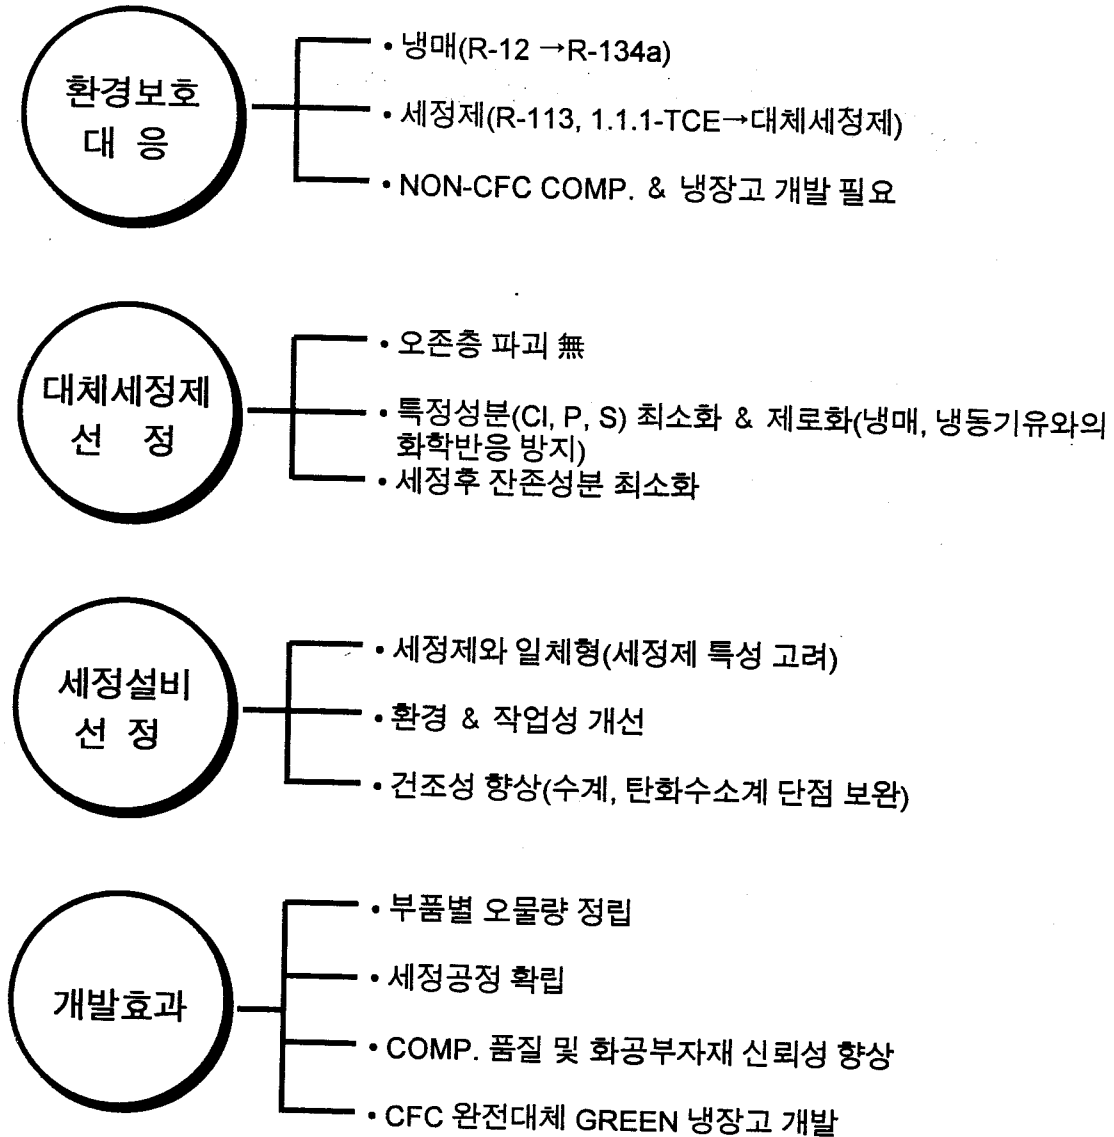 환경보호
대 응
• 냉매(R-12 →R-134a)
• 세정제(R-113, 1.1.1-TCE→대체세정제)
• NON-CFC COMP. & 냉장고 개발 필요
대체세정제
선 정
• 오존층 파괴 無
• 특정성분(Cl, P, S) 최소화 & 제로화(냉매, 냉동기유와의
화학반응 방지)
• 세정후 잔존성분 최소화
세정설비
선 정
• 세정제와 일체형(세정제 특성 고려)
• 환경 & 작업성 개선
• 건조성 향상(수계, 탄화수소계 단점 보완)
개발효과
• 부품별 오물량 정립
• 세정공정 확립
• COMP. 품질 및 화공부자재 신뢰성 향상
• CFC 완전대체 GREEN 냉장고 개발